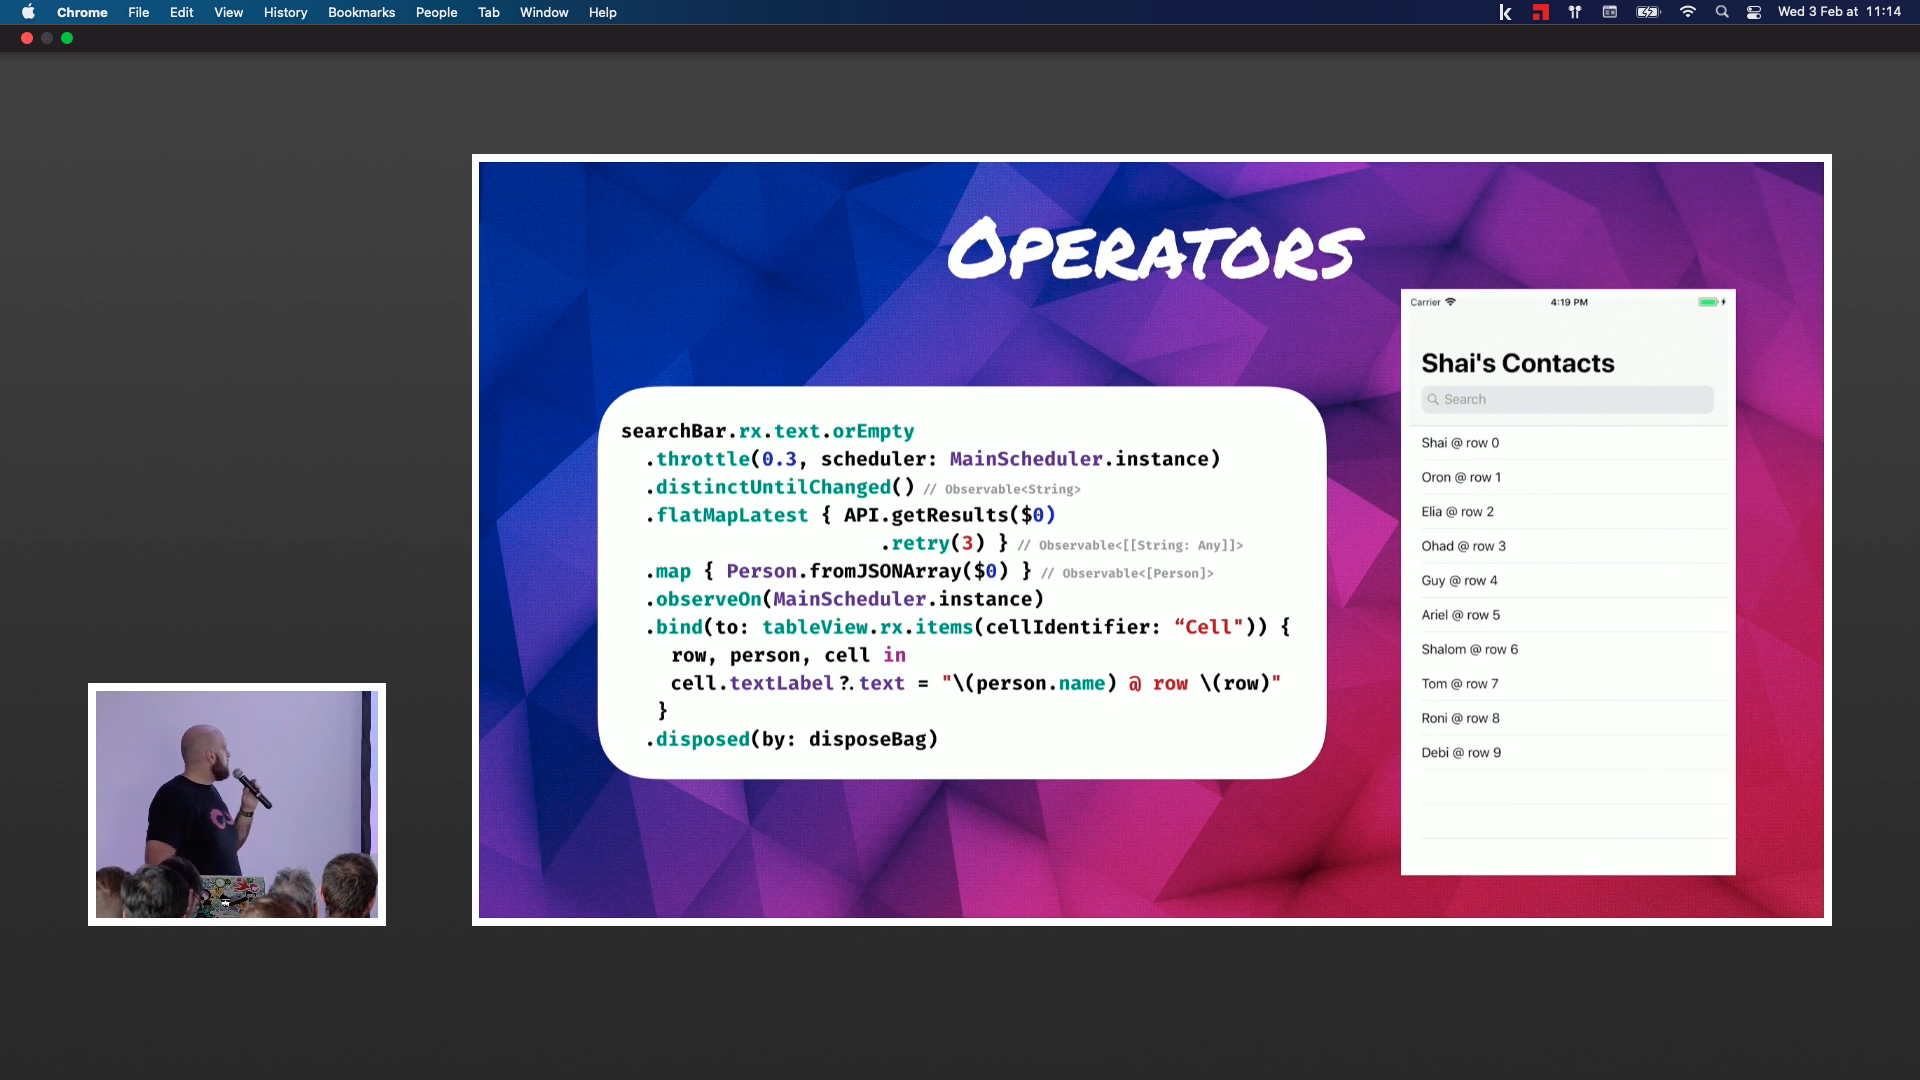 Chrome File Edit View History Bookmarks People Tab Window Help
Wed 3 Feb at 11:14
OPERATORS
searchBar.rx.text.orEmpty
.throttle(0.3, scheduler: MainScheduler.instance)
.distinctUntilChanged() // Observable<String>
.flatMapLatest { API.getResults($0)
.retry(3) } // Observable<[[String: Any]]>
.map { Person.fromJSONArray($0) } // Observable<[Person]>
.observeOn(MainScheduler.instance)
.bind(to: tableView.rx.items(cellIdentifier: “Cell")) {
row, person, cell in
cell.textLabel?.text = "\(person.name) @ row \(row)"
}
.disposed(by: disposeBag)
Carrier 4:19 PM
Shai's Contacts
Search
Shai @ row 0
Oron @ row 1
Elia @ row 2
Ohad @ row 3
Guy @ row 4
Ariel @ row 5
Shalom @ row 6
Tom @ row 7
Roni @ row 8
Debi @ row 9